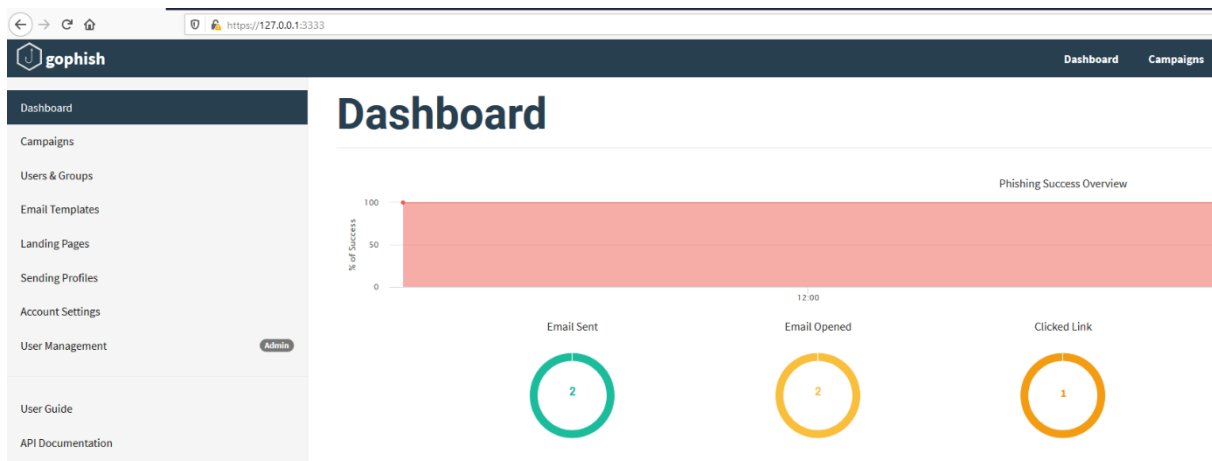 https://127.0.0.1:3333
gophish
Dashboard Campaigns
Dashboard
Campaigns
Users & Groups
Email Templates
Landing Pages
Sending Profiles
Account Settings
User Management Admin
User Guide
API Documentation
Dashboard
Phishing Success Overview
% of Success
100
50
0
12:00
Email Sent Email Opened Clicked Link
2 2 1